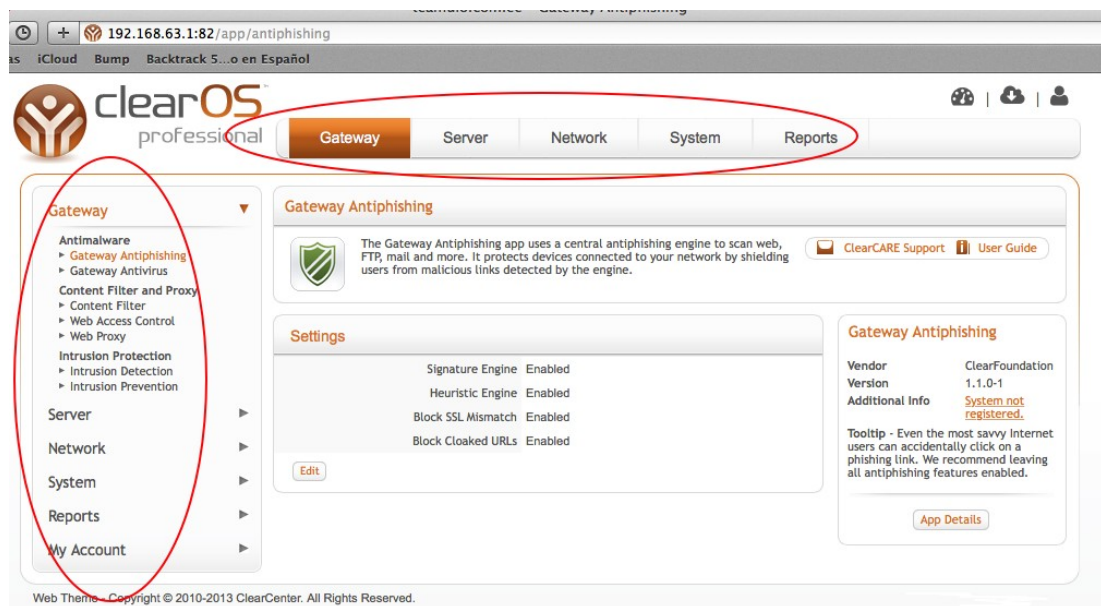 Gateway Antiphishing
192.168.63.1:82/app/antiphishing
as iCloud Bump Backtrack 5...o en Español
clearOS
professional
Gateway Server Network System Reports
Gateway
Antimalware
Gateway Antiphishing
Gateway Antivirus
Content Filter and Proxy
Content Filter
Web Access Control
Web Proxy
Intrusion Protection
Intrusion Detection
Intrusion Prevention
Server
Network
System
Reports
My Account
Gateway Antiphishing
The Gateway Antiphishing app uses a central antiphishing engine to scan web,
FTP, mail and more. It protects devices connected to your network by shielding
users from malicious links detected by the engine.
ClearCARE Support User Guide
Settings
Signature Engine Enabled
Heuristic Engine Enabled
Block SSL Mismatch Enabled
Block Cloaked URLs Enabled
Edit
Gateway Antiphishing
Vendor ClearFoundation
Version 1.1.0-1
Additional Info System not
registered.
Tooltip - Even the most savvy Internet
users can accidentally click on a
phishing link. We recommend leaving
all antiphishing features enabled.
App Details
Web Theme - Copyright © 2010-2013 ClearCenter. All Rights Reserved.